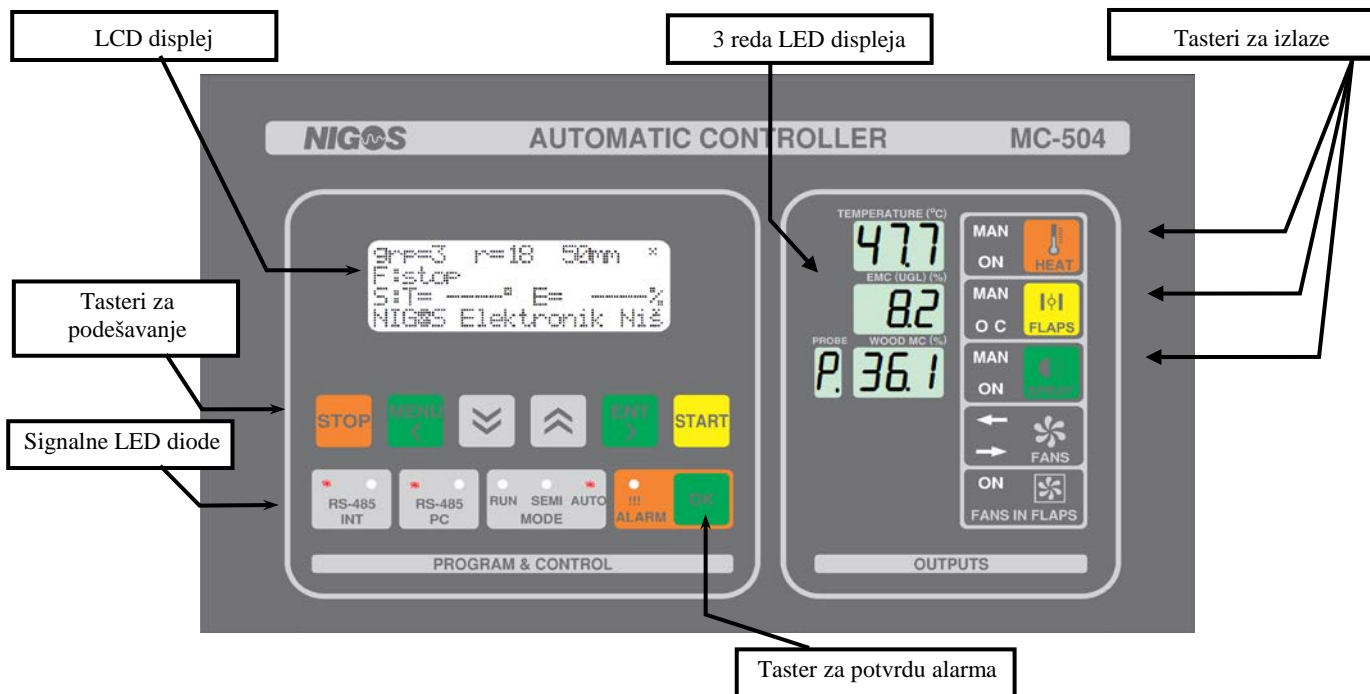 LCD displej
3 reda LED displeja
Tasteri za izlaze
NIGOS AUTOMATIC CONTROLLER MC-504
grp=3 r=18 50mm *
F:stop
S:T= ----° E= ----%
NIGOS Elektronik Niš
Tasteri za
podešavanje
STOP MENU < ENT > START
Signalne LED diode
RS-485
INT
RS-485
PC
RUN SEMI AUTO
MODE
!!!
ALARM
OK
PROGRAM & CONTROL
TEMPERATURE (°C)
47.7
EMC (UGL) (%)
8.2
PROBE WOOD MC (%)
P. 36.1
MAN
ON
HEAT
MAN
O C
FLAPS
MAN
ON
FANS
ON
FANS IN FLAPS
OUTPUTS
Taster za potvrdu alarma